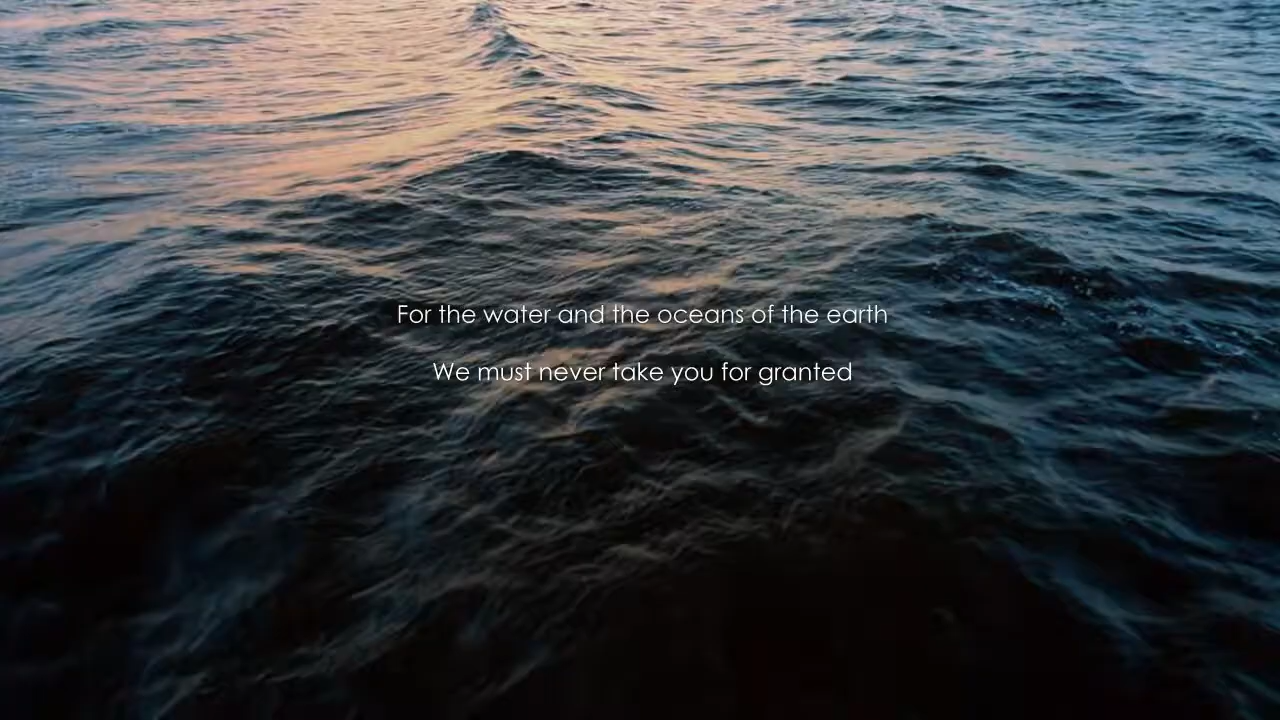 For the water and the oceans of the earth
We must never take you for granted